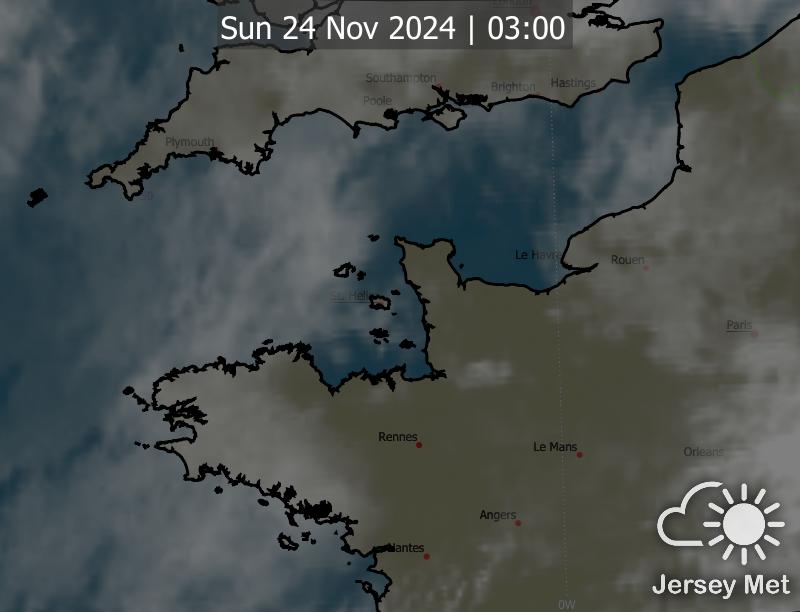 London
Sun 24 Nov 2024 | 03:00
Southampton
Brighton
Hastings
Poole
Plymouth
Le Havre
Rouen
St. Helier
Paris
Rennes
Le Mans
Orleans
Angers
Nantes
Jersey Met
0W